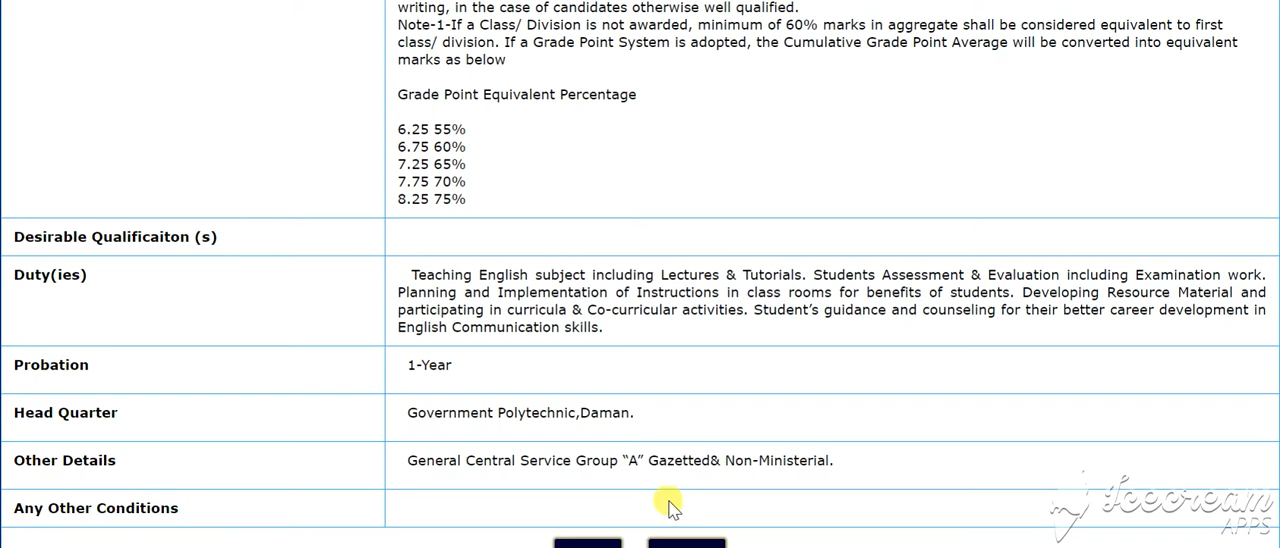 writing, in the case of candidates otherwise well qualified.
Note-1-If a Class/ Division is not awarded, minimum of 60% marks in aggregate shall be considered equivalent to first
class/ division. If a Grade Point System is adopted, the Cumulative Grade Point Average will be converted into equivalent
marks as below
Grade Point Equivalent Percentage
6.25 55%
6.75 60%
7.25 65%
7.75 70%
8.25 75%
Desirable Qualificaiton (s)
Duty(ies)
Teaching English subject including Lectures & Tutorials. Students Assessment & Evaluation including Examination work.
Planning and Implementation of Instructions in class rooms for benefits of students. Developing Resource Material and
participating in curricula & Co-curricular activities. Student’s guidance and counseling for their better career development in
English Communication skills.
Probation
1-Year
Head Quarter
Government Polytechnic,Daman.
Other Details
General Central Service Group “A” Gazetted& Non-Ministerial.
Any Other Conditions
Icecream
APPS